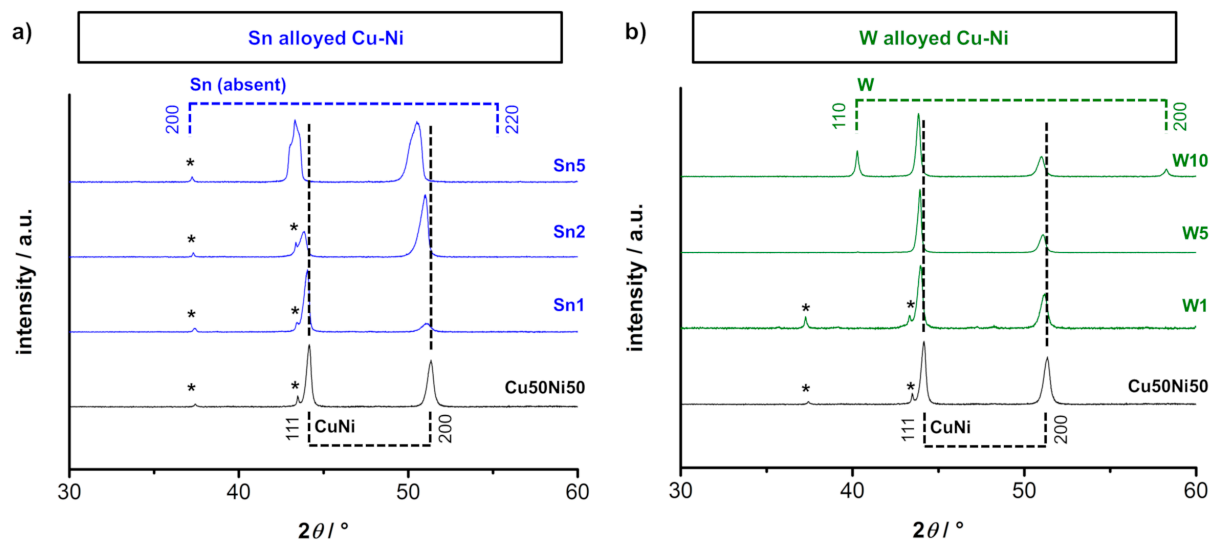 a)
Sn alloyed Cu-Ni
Sn (absent)
200
220
*
Sn5
*
*
Sn2
*
*
Sn1
*
*
Cu50Ni50
111
CuNi
200
intensity / a.u.
30
40
50
60
2θ / °
b)
W alloyed Cu-Ni
W
110
200
W10
W5
*
*
W1
*
*
Cu50Ni50
111
CuNi
200
intensity / a.u.
30
40
50
60
2θ / °